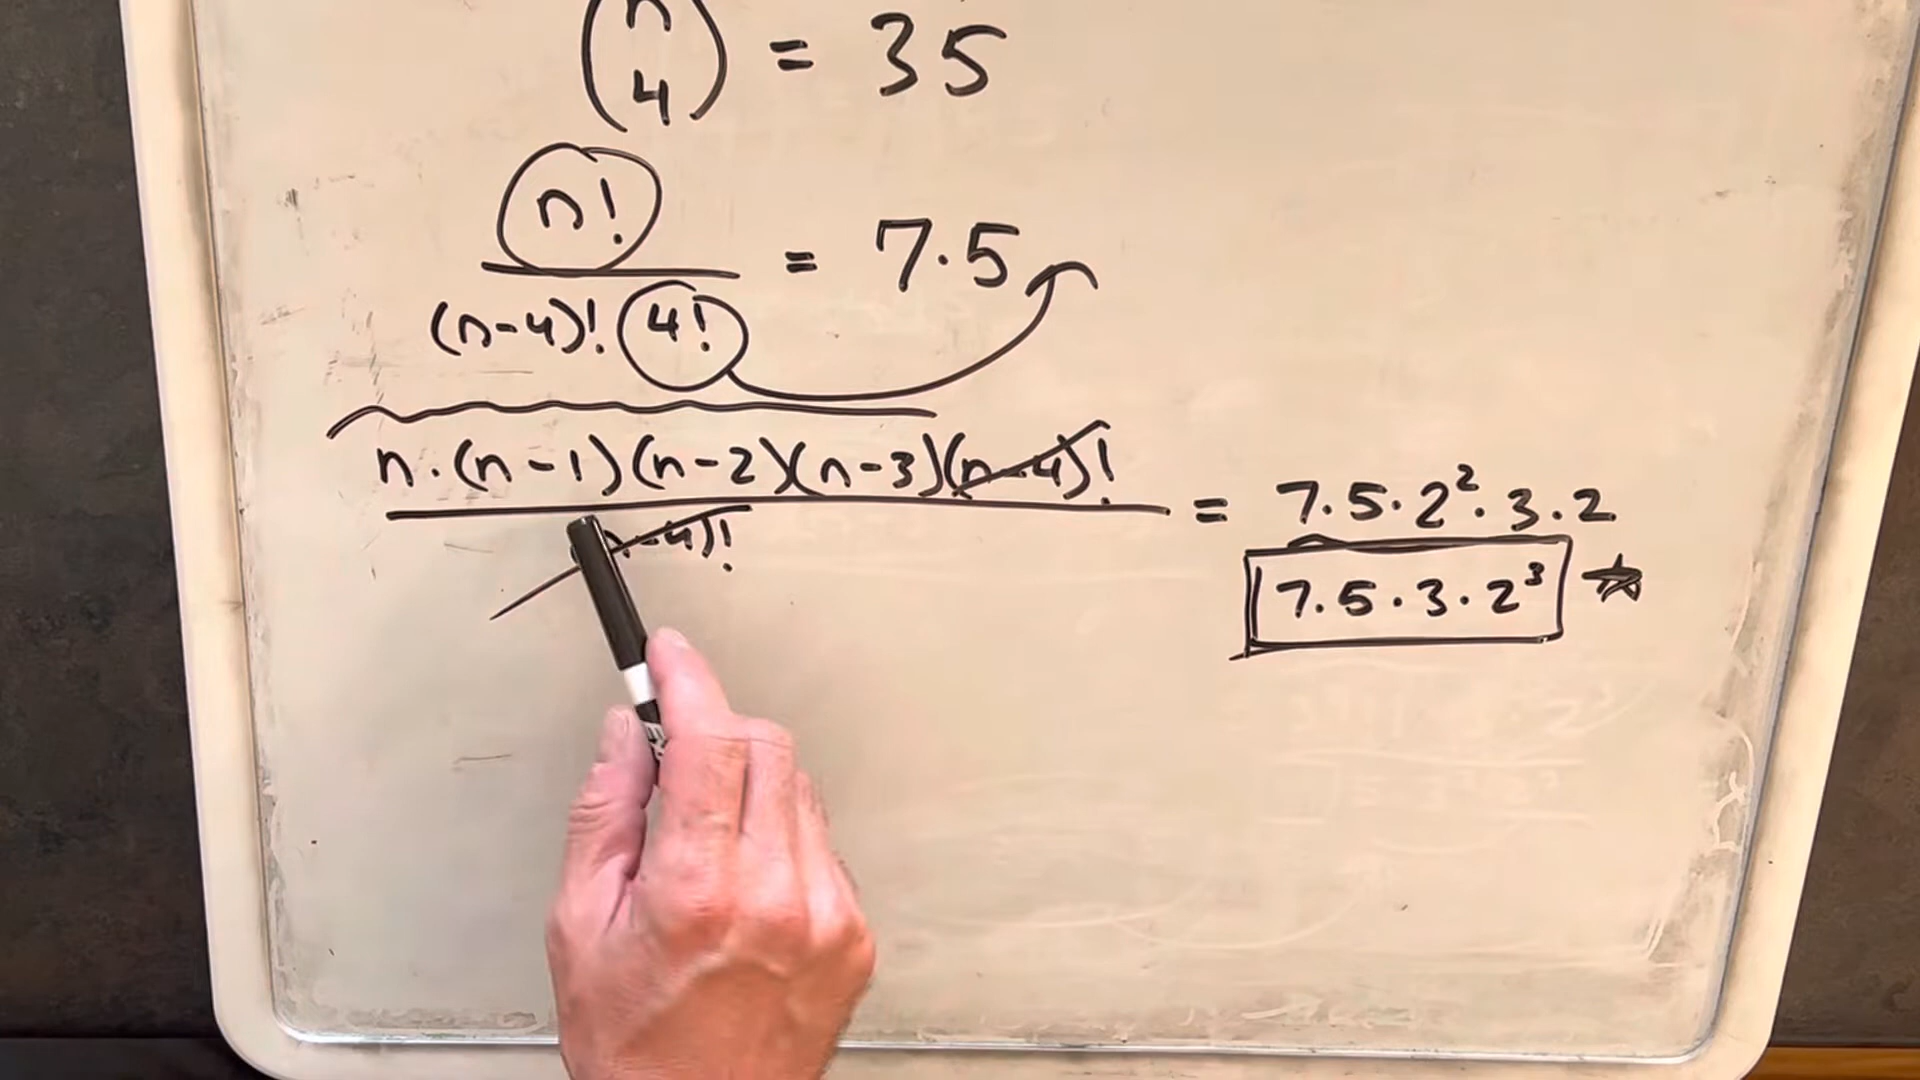 (n 4) = 35
n! / (n-4)! 4! = 7.5
n.(n-1)(n-2)(n-3)(n-4)! / n-4)! = 7.5.2².3.2
7.5.3.2³ ★